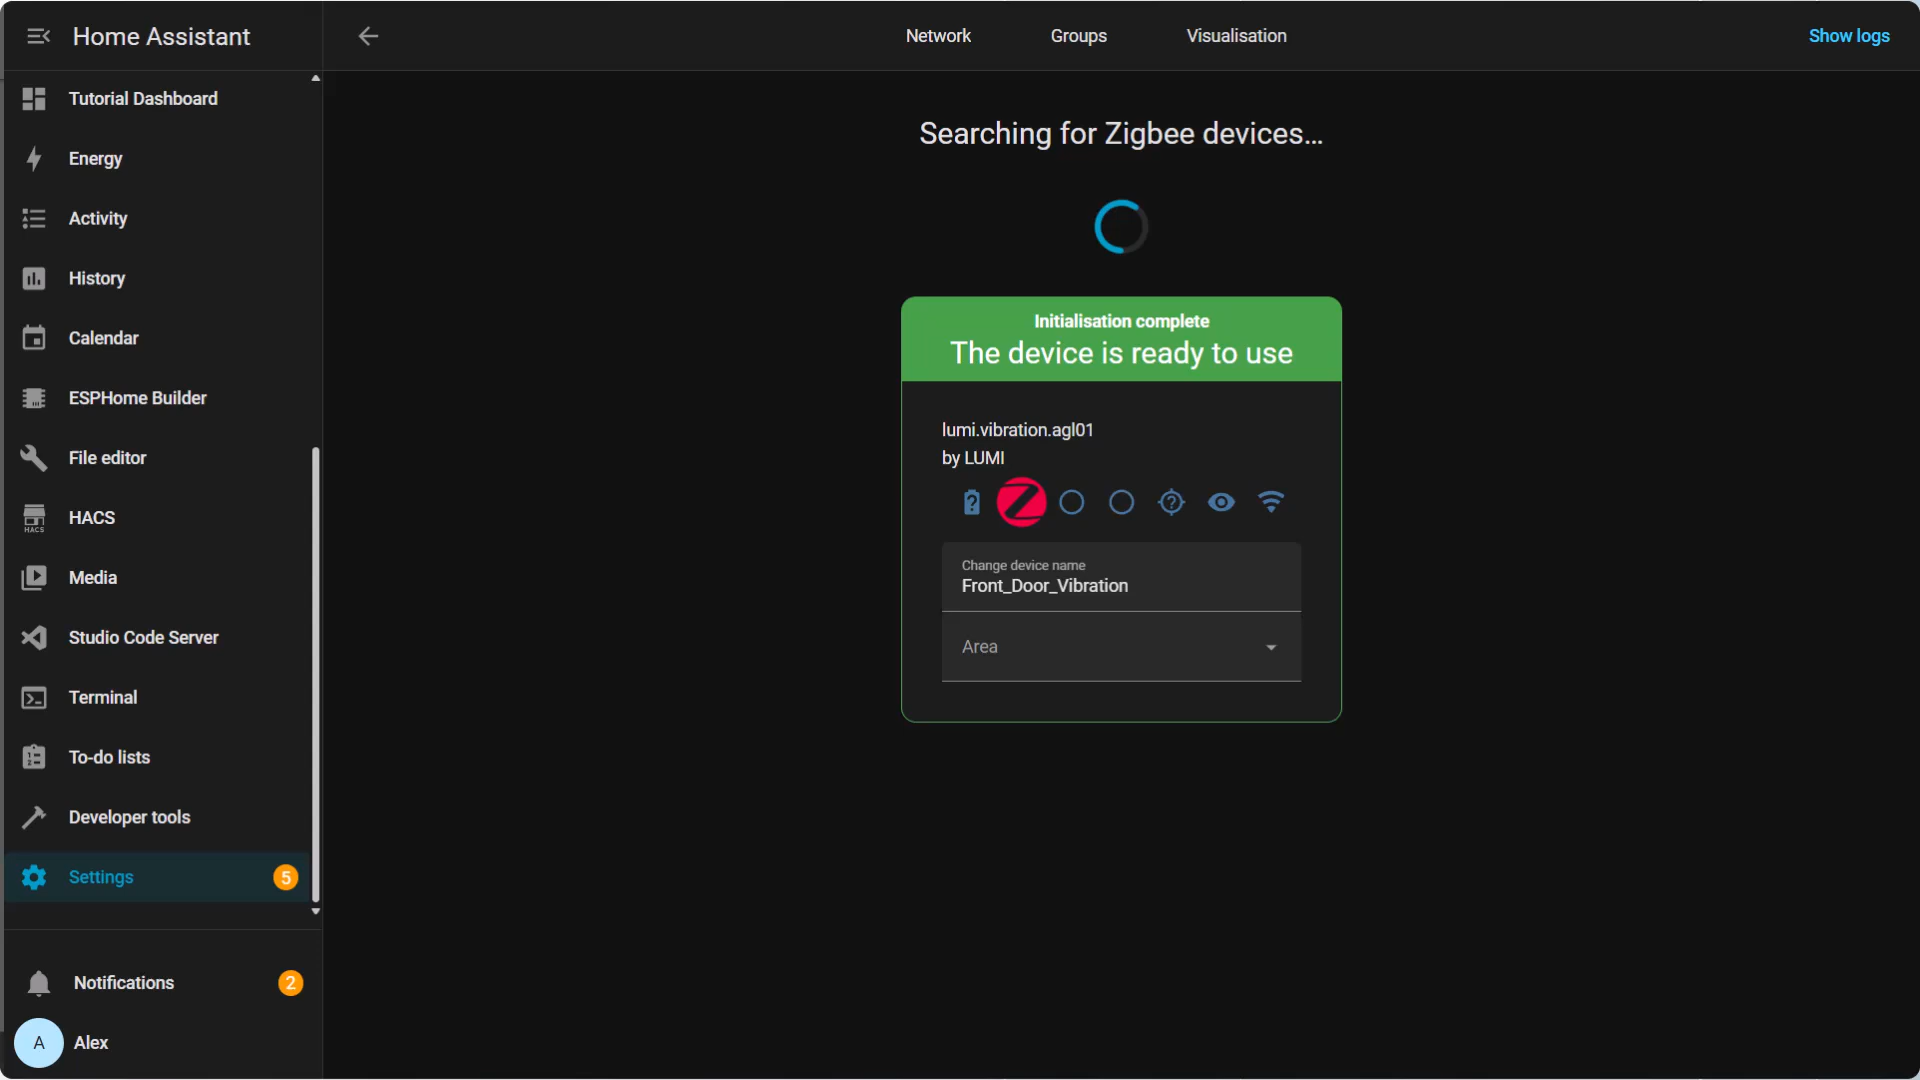 Home Assistant
Network
Groups
Visualisation
Show logs
Tutorial Dashboard
Energy
Activity
History
Calendar
ESPHome Builder
File editor
HACS
HACS
Media
Studio Code Server
Terminal
To-do lists
Developer tools
Settings
5
Notifications
2
A
Alex
Searching for Zigbee devices...
Initialisation complete
The device is ready to use
lumi.vibration.agl01
by LUMI
Change device name
Front_Door_Vibration
Area